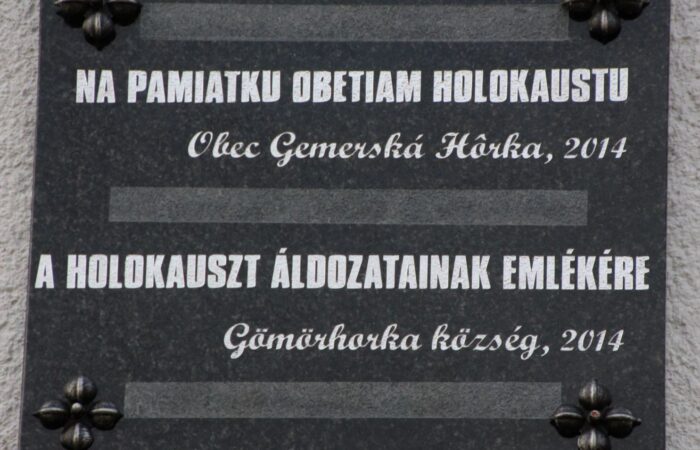 NA PAMIATKU OBETIAM HOLOKAUSTU
Obec Gemerská Hôrka, 2014
A HOLOKAUSZT ÁLDOZATAINAK EMLÉKÉRE
Gömörhorka község, 2014